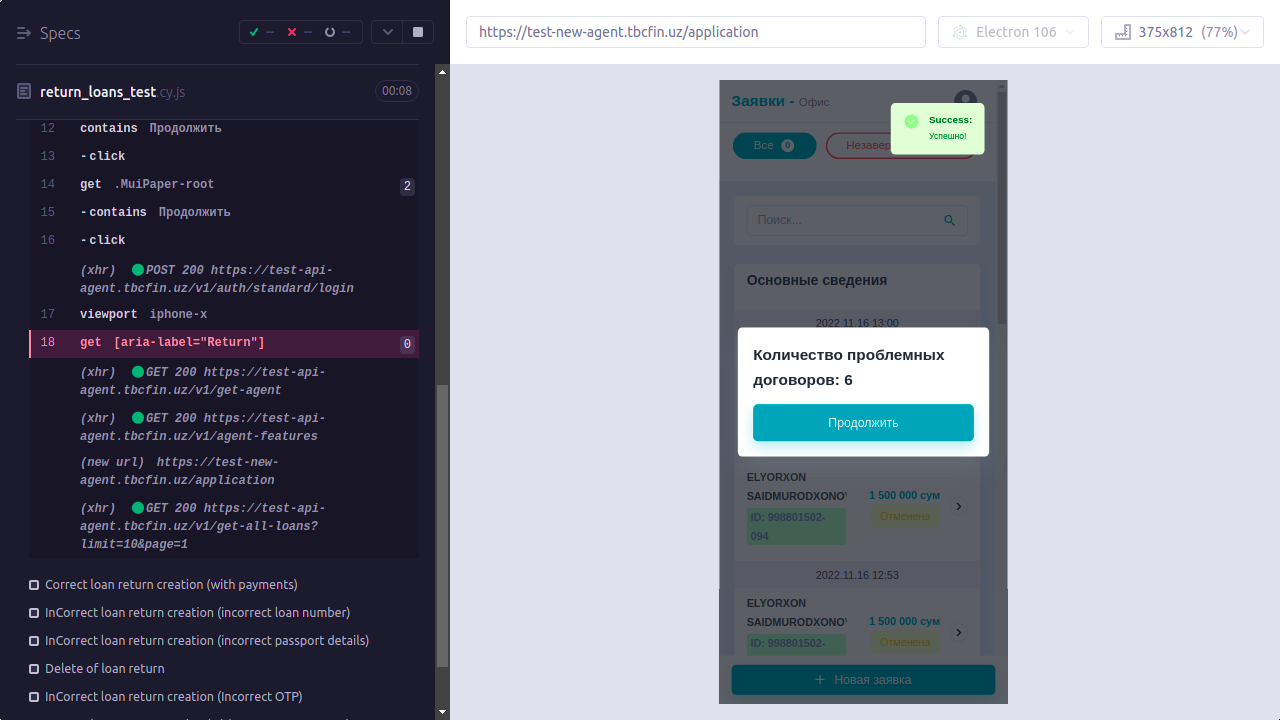 Specs
--
--
--
https://test-new-agent.tbcfin.uz/application
Electron 106
375x812 (77%)
return_loans_test.cy.js
00:08
12 contains Продолжить
13 -click
14 get .MuiPaper-root 2
15 -contains Продолжить
16 -click
(xhr) POST 200 https://test-api-
agent.tbcfin.uz/v1/auth/standard/login
17 viewport iphone-x
18 get [aria-label="Return"] 0
(xhr) GET 200 https://test-api-
agent.tbcfin.uz/v1/get-agent
(xhr) GET 200 https://test-api-
agent.tbcfin.uz/v1/agent-features
(new url) https://test-new-
agent.tbcfin.uz/application
(xhr) GET 200 https://test-api-
agent.tbcfin.uz/v1/get-all-loans?
limit=10&page=1
Correct loan return creation (with payments)
InCorrect loan return creation (incorrect loan number)
InCorrect loan return creation (incorrect passport details)
Delete of loan return
InCorrect loan return creation (Incorrect OTP)
Заявки - Офис
Success:
Успешно!
Все 0
Незавер
Поиск...
Основные сведения
2022.11.16 13:00
Количество проблемных
договоров: 6
Продолжить
ELYORXON
SAIDMURODXONO
1 500 000 сум
ID: 998801502-
094
Отменена
2022.11.16 12:53
ELYORXON
SAIDMURODXONO
1 500 000 сум
ID: 998801502-
Отменена
+ Новая заявка